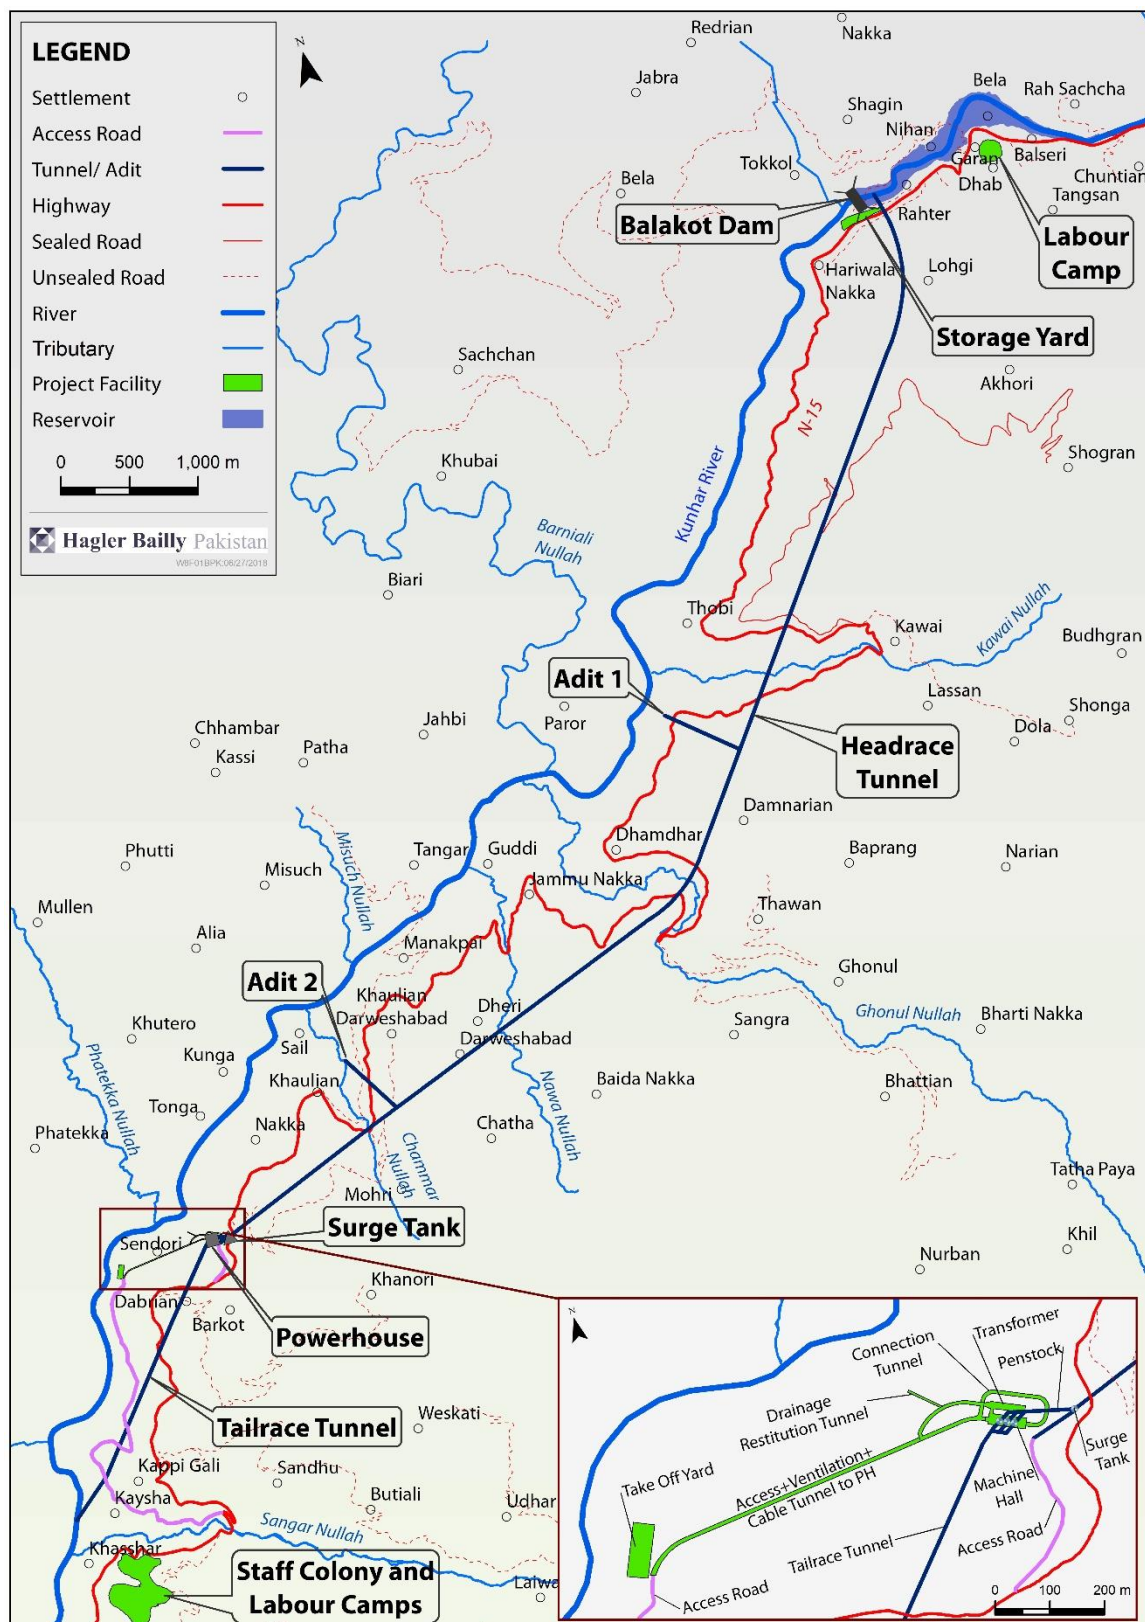 LEGEND
Settlement
Access Road
Tunnel/ Adit
Highway
Sealed Road
Unsealed Road
River
Tributary
Project Facility
Reservoir
0 500 1,000 m
Hagler Bailly Pakistan
W8F01BPK:06/27/2018
N
Redrian
Nakka
Jabra
Shagin
Bela
Rah Sachcha
Nihan
Garan
Balseri
Tokkol
Dhab
Chuntian
Bela
Rahter
Tangsan
Balakot Dam
Labour
Camp
Hariwala
Nakka
Lohgi
Storage Yard
Sachchan
Akhori
N-15
Khubai
Shogran
Kunhar River
Barniali
Nullah
Biari
Thobi
Kawai
Kawai Nullah
Budhgran
Adit 1
Paror
Lassan
Shonga
Jahbi
Dola
Chhambar
Kassi
Patha
Headrace
Tunnel
Damnarian
Misuch Nullah
Dhamdhar
Phutti
Tangar
Guddi
Baprang
Narian
Misuch
Jammu Nakka
Mullen
Thawan
Alia
Manakpai
Adit 2
Ghonul
Khaulian
Darweshabad
Dheri
Ghonul Nullah
Bharti Nakka
Khutero
Sail
Sangra
Kunga
Darweshabad
Phatekka Nullah
Khaulian
Baida Nakka
Nawa Nullah
Bhattian
Tonga
Nakka
Chatha
Phatekka
Chammar
Nullah
Tatha Paya
Mohri
Surge Tank
Sendori
Khil
Nurban
Khanori
Dabrian
Barkot
Powerhouse
Tailrace Tunnel
Weskati
Kappi Gali
Sandhu
Kaysha
Butiali
Udhar
Sangar Nullah
Khasshar
Staff Colony and
Labour Camps
Lalwa
N
Transformer
Connection
Tunnel
Penstock
Drainage
Restitution Tunnel
Surge
Tank
Take Off Yard
Access+Ventilation+
Cable Tunnel to PH
Machine
Hall
Tailrace Tunnel
Access Road
Access Road
0 100 200 m